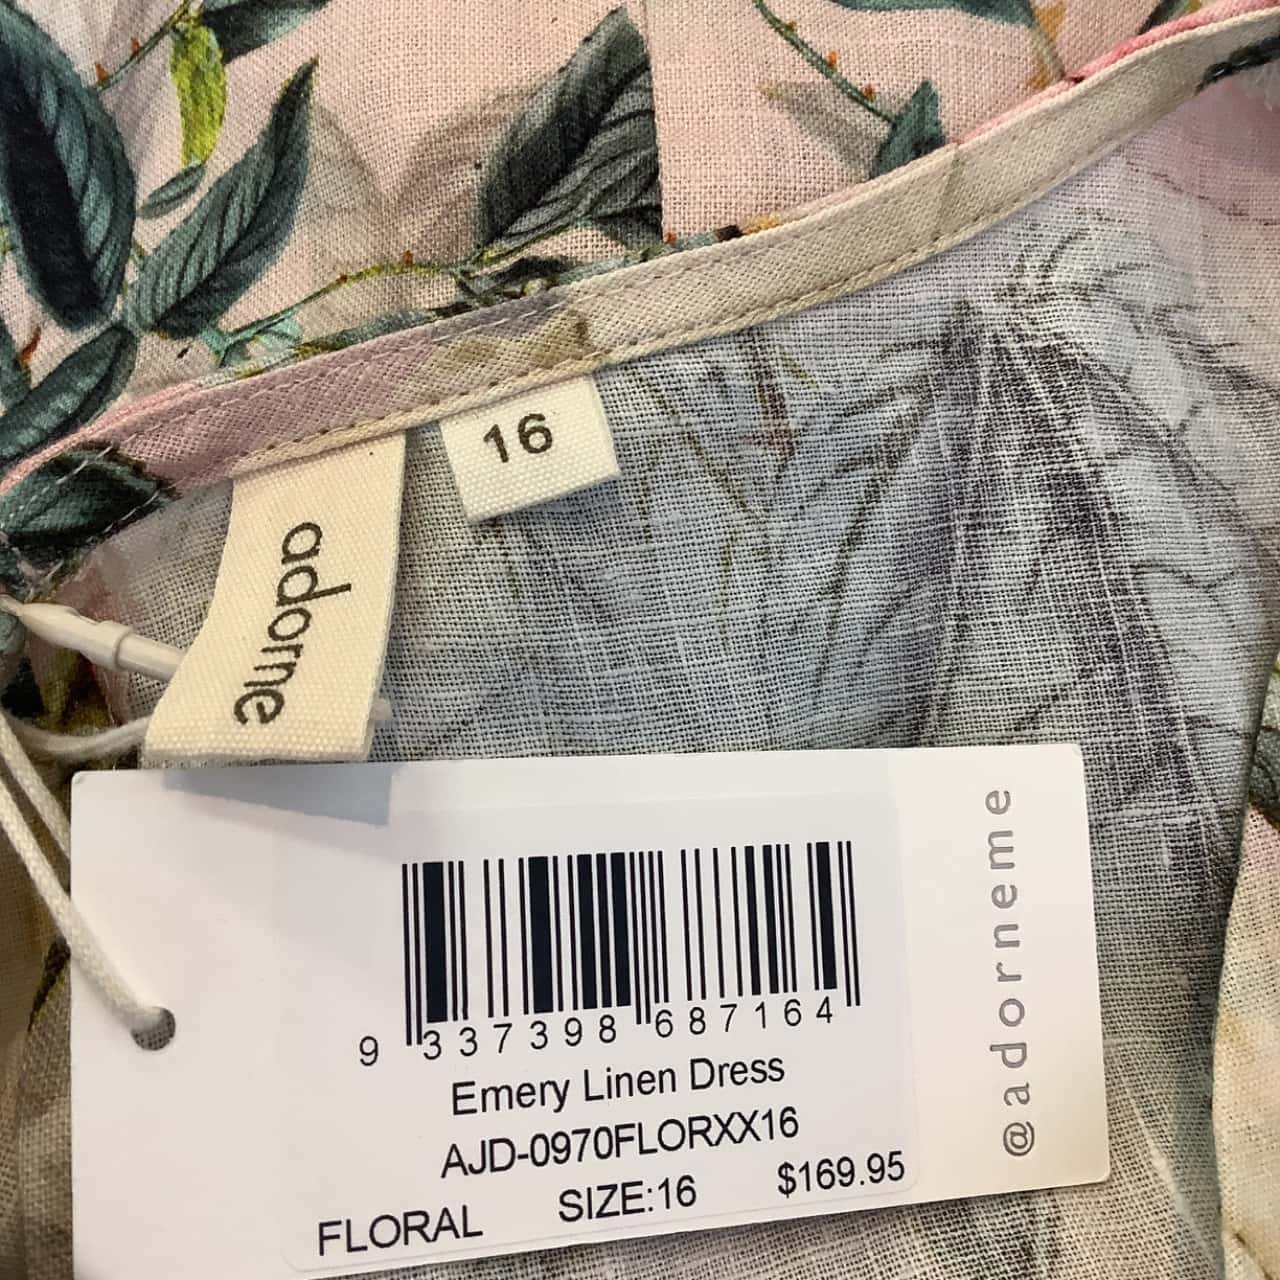 16
adorne
9 337398 687164
Emery Linen Dress
AJD-0970FLORXX16
FLORAL SIZE:16 $169.95
@adorneme